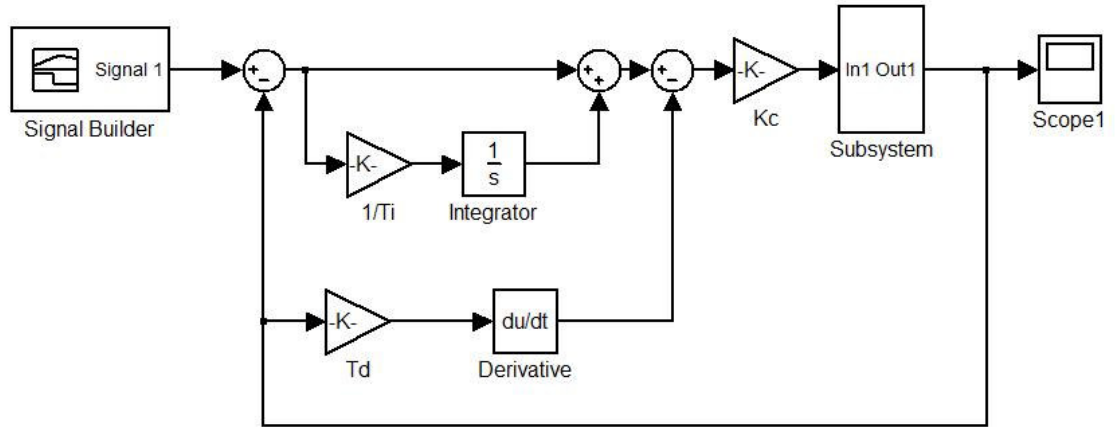 Signal 1
Signal Builder
+
−
-K-
1/Ti
1
s
Integrator
+
+
+
−
-K-
Kc
In1 Out1
Subsystem
Scope1
-K-
Td
du/dt
Derivative